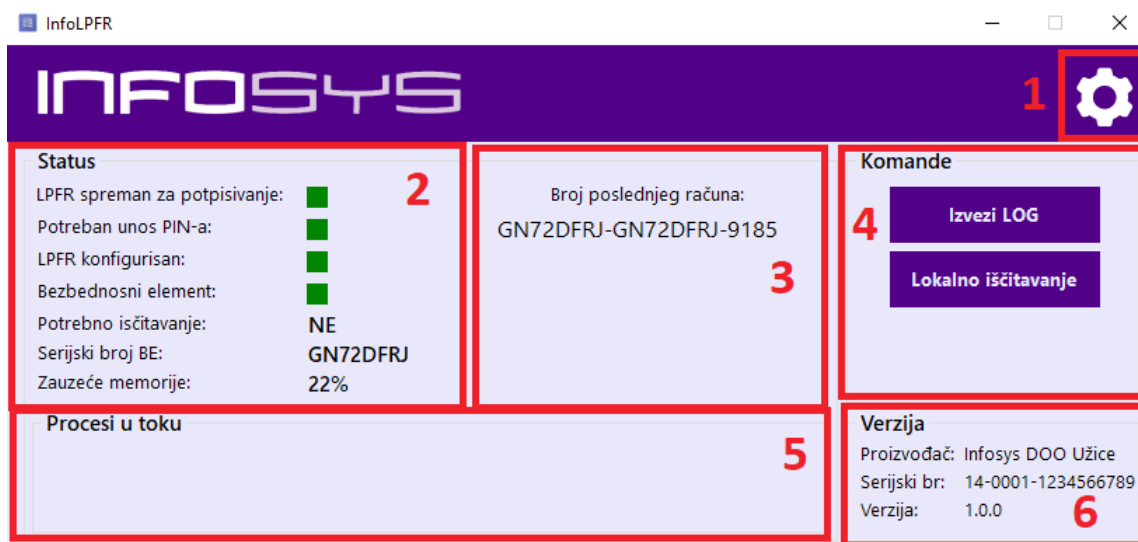 InfoLPFR
INFOSYS
1
Status
LPFR spreman za potpisivanje:
Potreban unos PIN-a:
LPFR konfigurisan:
Bezbednosni element:
Potrebno isčitavanje: NE
Serijski broj BE: GN72DFRJ
Zauzeće memorije: 22%
2
Broj poslednjeg računa:
GN72DFRJ-GN72DFRJ-9185
3
Komande
Izvezi LOG
Lokalno iščitavanje
4
Procesi u toku
5
Verzija
Proizvođač: Infosys DOO Užice
Serijski br: 14-0001-1234566789
Verzija: 1.0.0
6